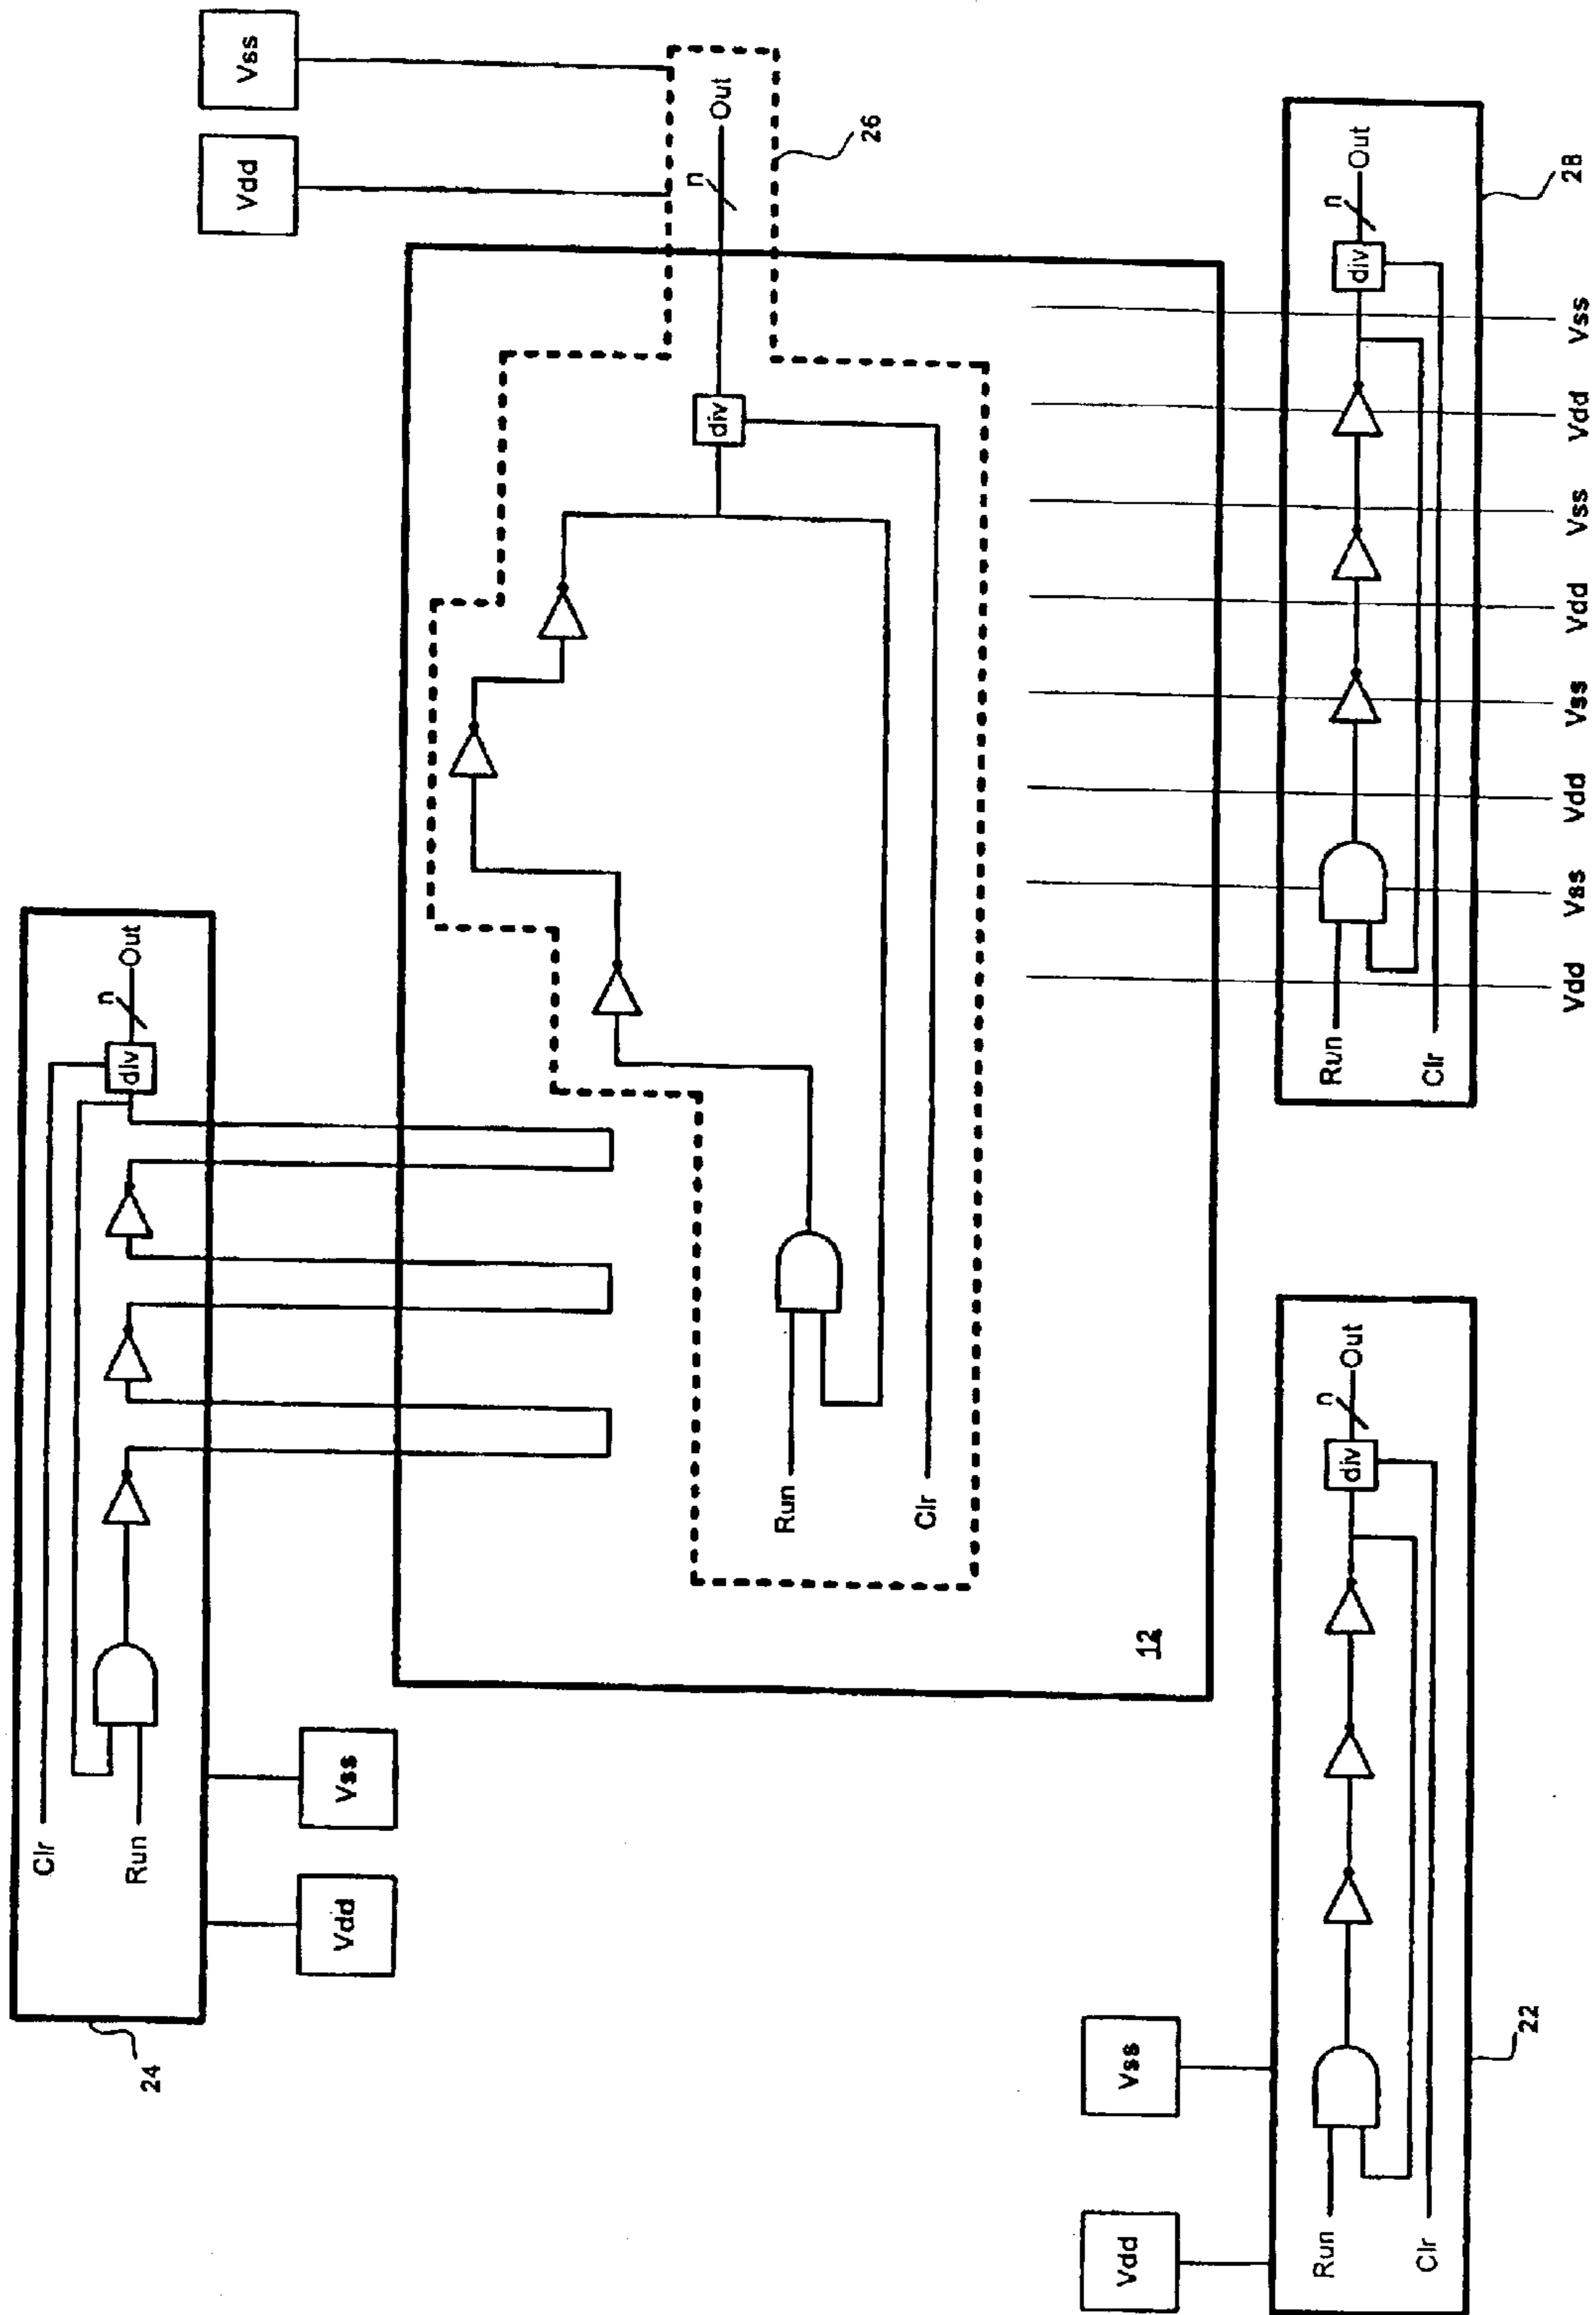 Clr
Run
n
div
Out
24
Vdd
Vss
Vdd
Vss
Run
Clr
div
n
Out
26
12
Vdd
Vss
Run
Clr
div
n
Out
22
Run
Clr
div
n
Out
28
Vdd
Vss
Vdd
Vss
Vdd
Vss
Vdd
Vss